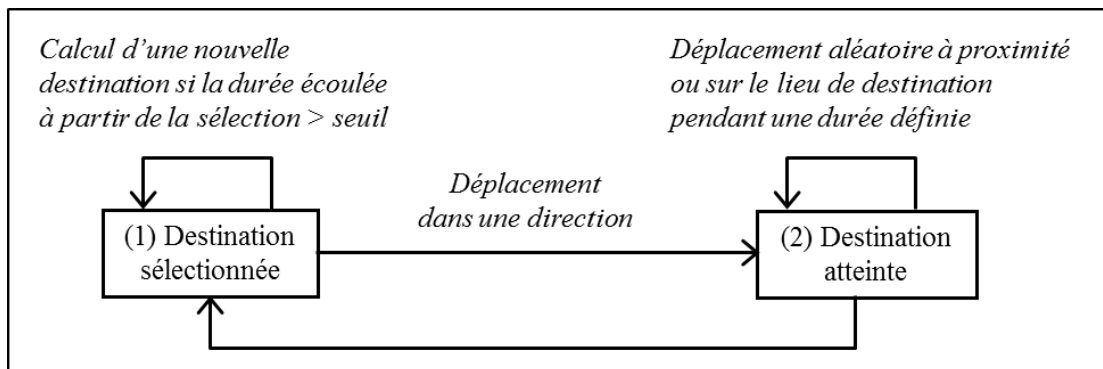 Calcul d'une nouvelle
destination si la durée écoulée
à partir de la sélection > seuil
Déplacement aléatoire à proximité
ou sur le lieu de destination
pendant une durée définie
Déplacement
dans une direction
(1) Destination
sélectionnée
(2) Destination
atteinte